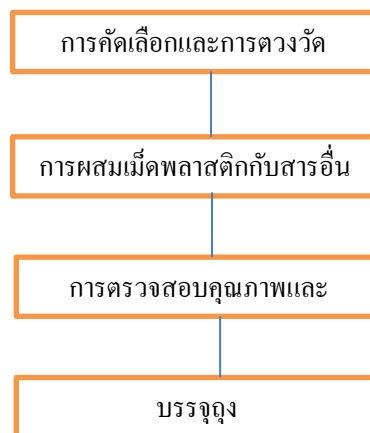 การคัดเลือกและการตวงวัด
การผสมเม็ดพลาสติกกับสารอื่น
การตรวจสอบคุณภาพและ
บรรจุถุง